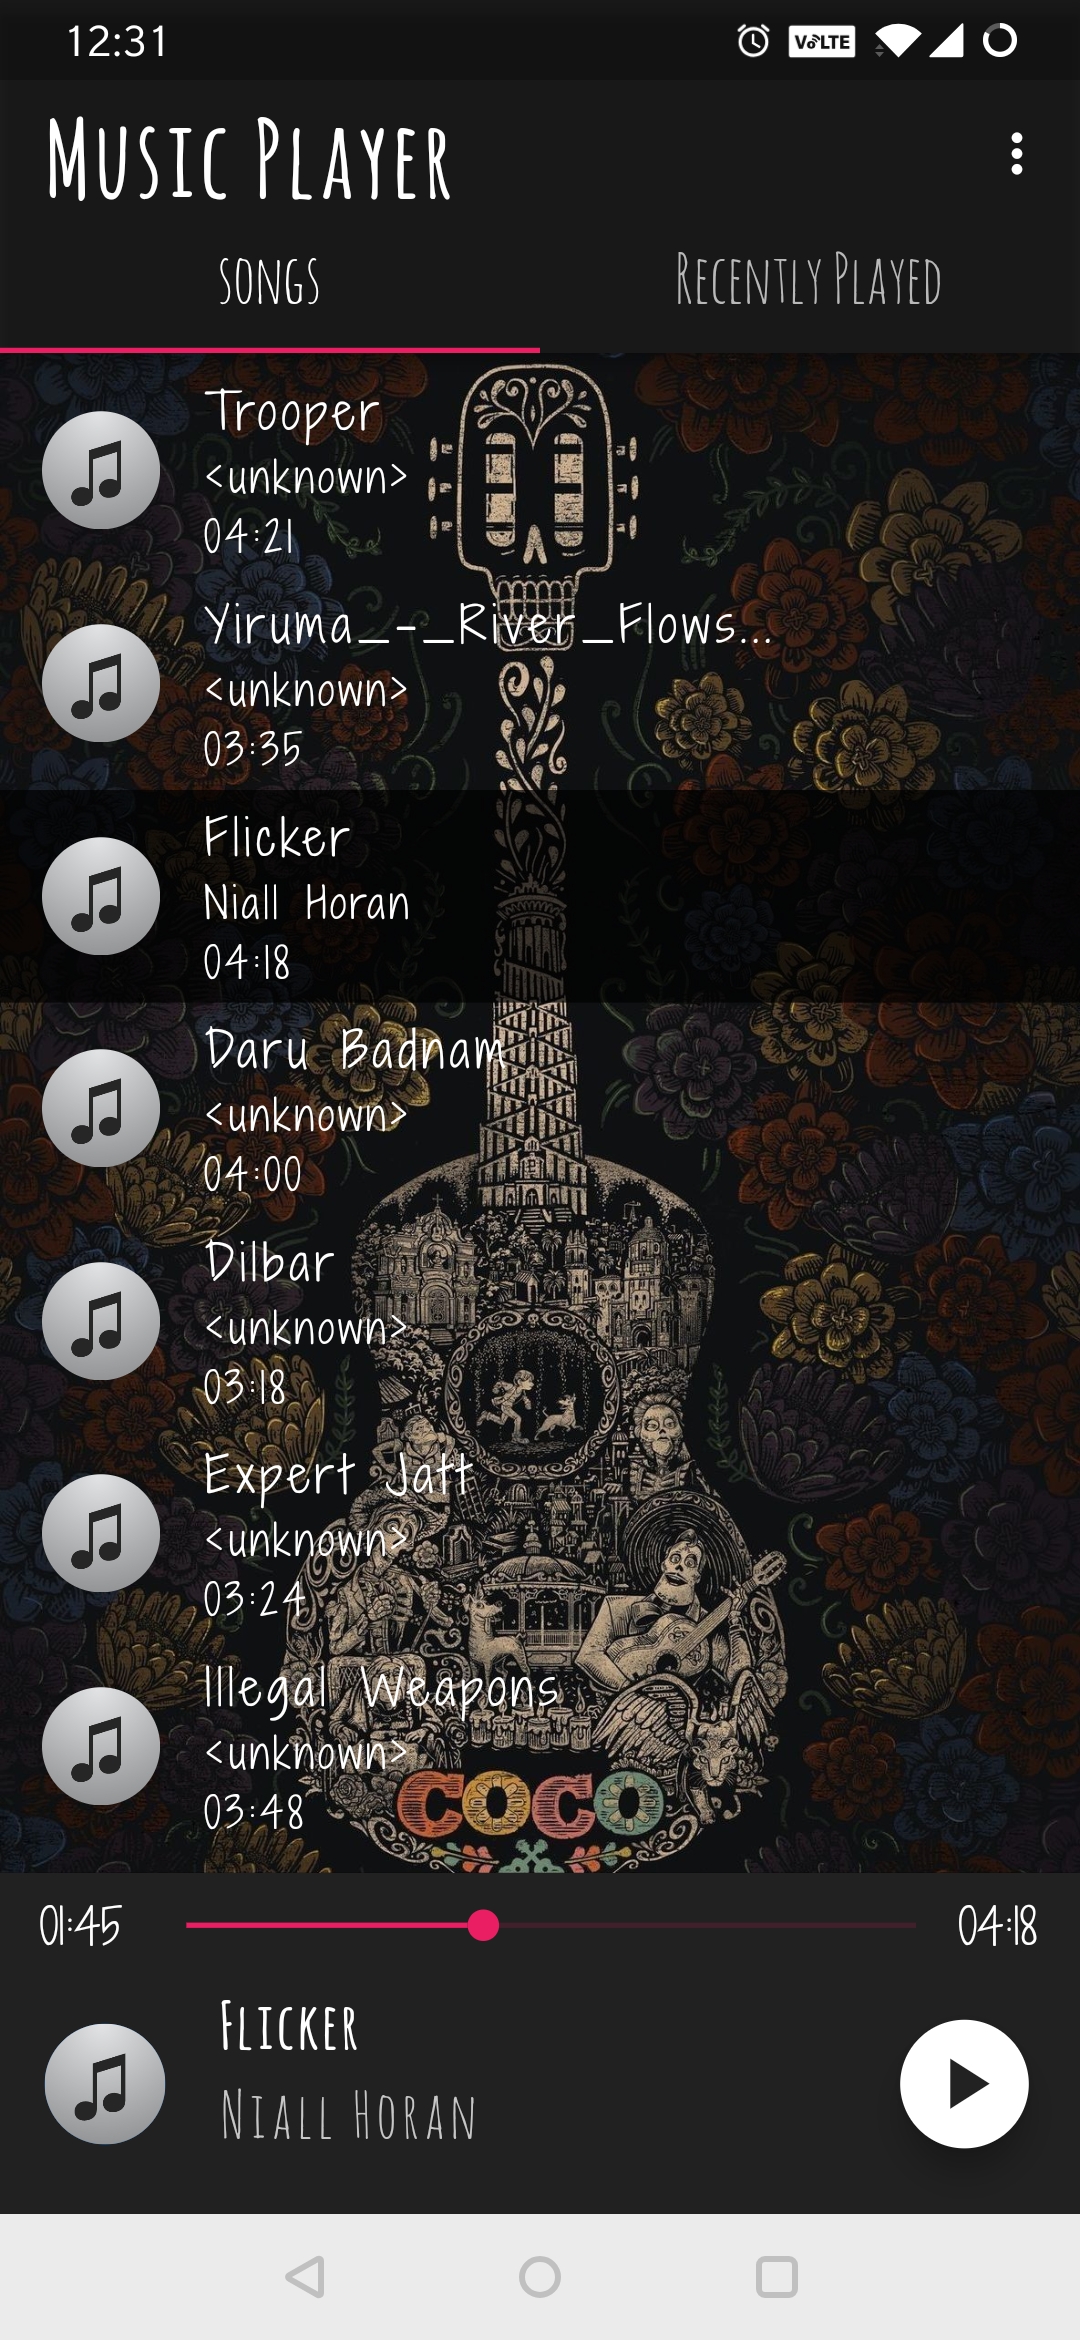 12:31
VoLTE
Music Player
SONGS
Recently Played
Trooper
<unknown>
04:21
Yiruma_-_River_Flows...
<unknown>
03:35
Flicker
Niall Horan
04:18
Daru Badnam
<unknown>
04:00
Dilbar
<unknown>
03:18
Expert Jatt
<unknown>
03:24
Illegal Weapons
<unknown>
03:48
COCO
01:45
04:18
Flicker
Niall Horan